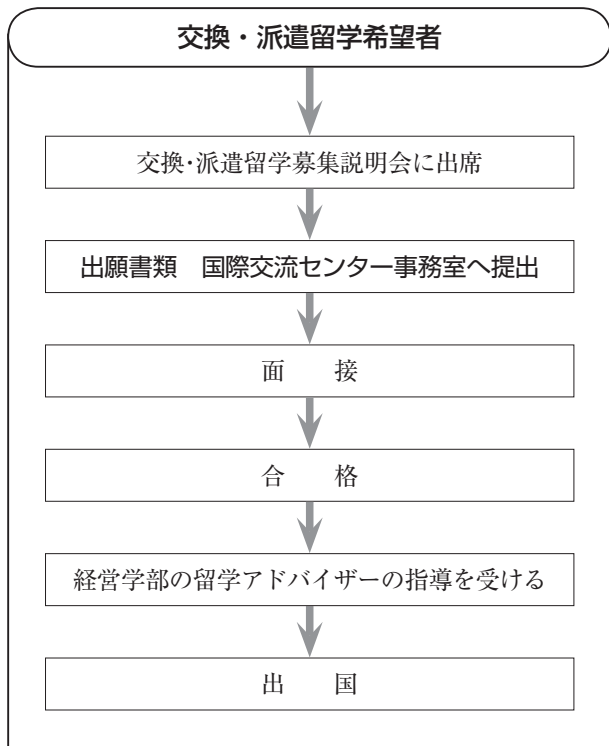 交換・派遣留学希望者
交換・派遣留学募集説明会に出席
出願書類　国際交流センター事務室へ提出
面　　接
合　　格
経営学部の留学アドバイザーの指導を受ける
出　　国